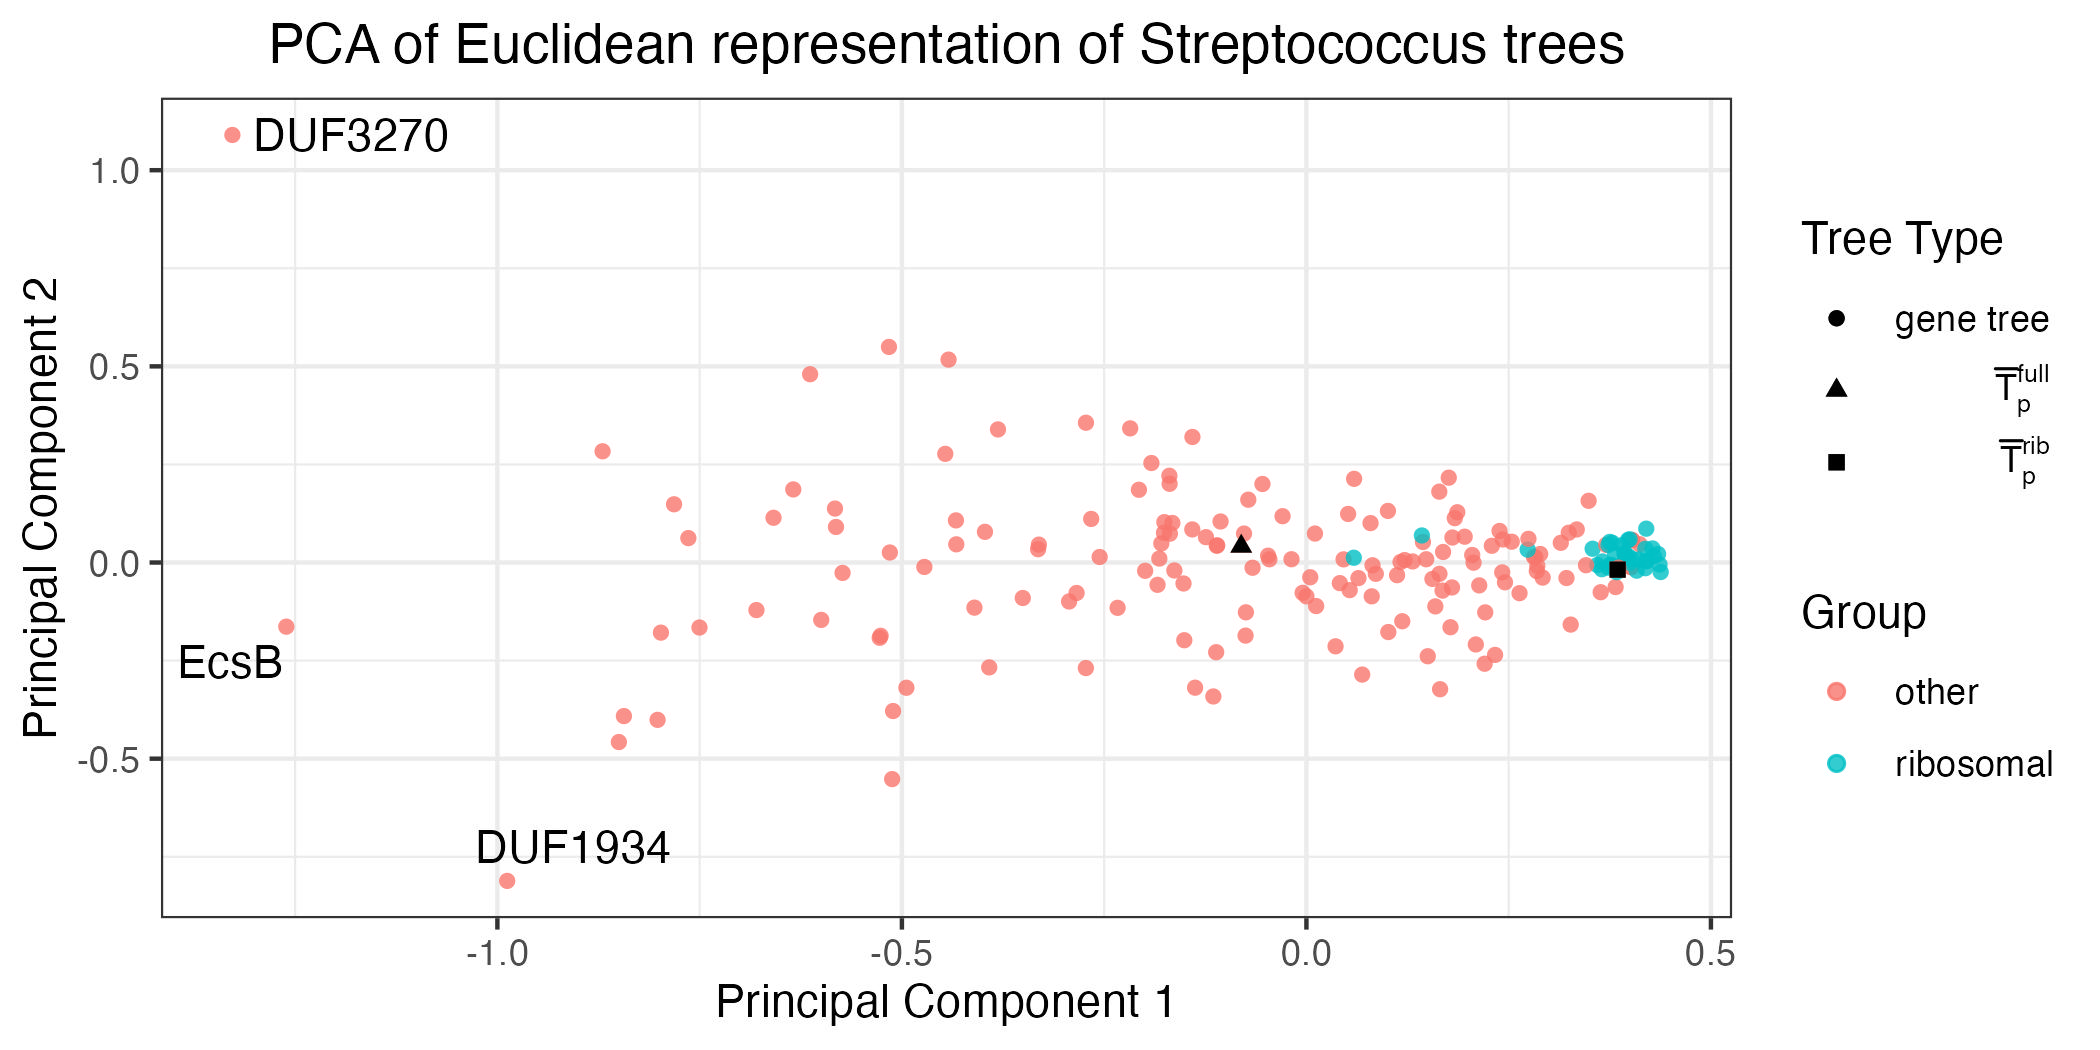 PCA of Euclidean representation of Streptococcus trees
Principal Component 2
1.0
0.5
0.0
-0.5
DUF3270
EcsB
DUF1934
-1.0
-0.5
0.0
0.5
Principal Component 1
Tree Type
gene tree
T̅ₚ^full
T̅ₚ^rib
Group
other
ribosomal